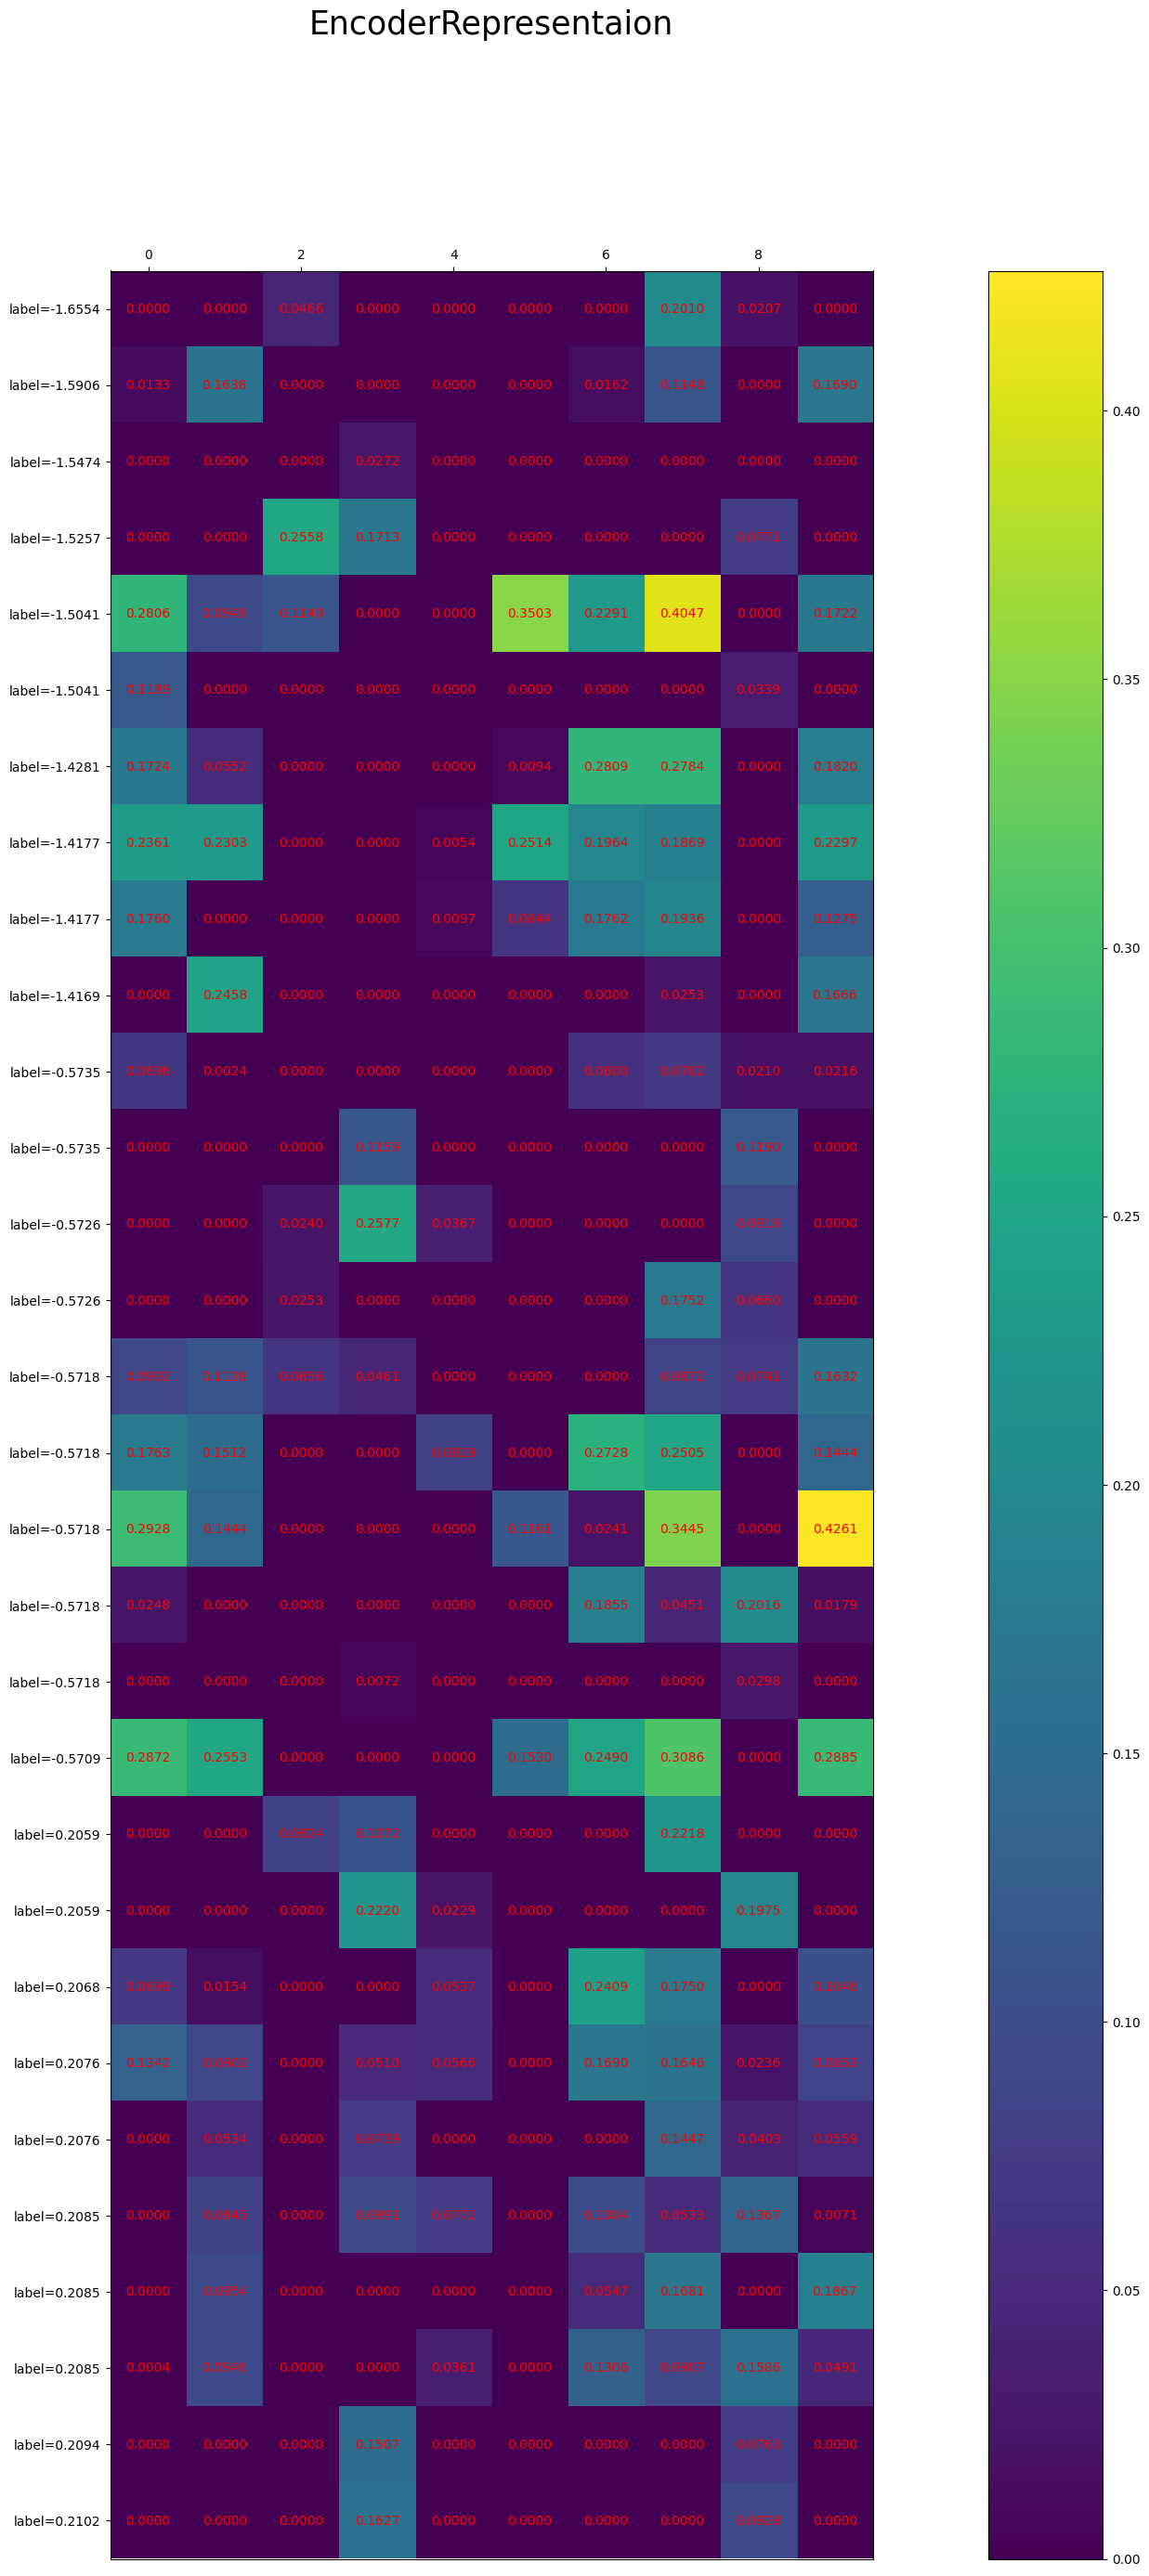 EncoderRepresentaion
0 2 4 6 8
label=-1.6554 0.0000 0.0000 0.0466 0.0000 0.0000 0.0000 0.0000 0.2010 0.0207 0.0000
label=-1.5906 0.0133 0.1638 0.0000 0.0000 0.0000 0.0000 0.0162 0.1148 0.0000 0.1690
label=-1.5474 0.0000 0.0000 0.0000 0.0272 0.0000 0.0000 0.0000 0.0000 0.0000 0.0000
label=-1.5257 0.0000 0.0000 0.2558 0.1713 0.0000 0.0000 0.0000 0.0000 0.0771 0.0000
0.40
label=-1.5041 0.2806 0.1140 0.0000 0.0000 0.3503 0.2291 0.4047 0.0000 0.1722
label=-1.5041 0.1189 0.0000 0.0000 0.0000 0.0000 0.0000 0.0000 0.0000 0.0339 0.0000
0.35
label=-1.4281 0.1724 0.0552 0.0000 0.0000 0.0000 0.0094 0.2809 0.2784 0.0000 0.1820
label=-1.4177 0.2361 0.2303 0.0000 0.0000 0.0054 0.2514 0.1964 0.1869 0.0000 0.2297
label=-1.4177 0.1760 0.0000 0.0000 0.0000 0.0097 0.0644 0.1762 0.1936 0.0000 0.1275
0.30
label=-1.4169 0.0000 0.2458 0.0000 0.0000 0.0000 0.0000 0.0000 0.0253 0.0000 0.1666
label=-0.5735 0.0696 0.0024 0.0000 0.0000 0.0000 0.0000 0.0600 0.0702 0.0210 0.0216
label=-0.5735 0.0000 0.0000 0.0000 0.1159 0.0000 0.0000 0.0000 0.0000 0.1190 0.0000
0.25
label=-0.5726 0.0000 0.0000 0.0240 0.2577 0.0367 0.0000 0.0000 0.0000 0.0916 0.0000
label=-0.5726 0.0000 0.0000 0.0253 0.0000 0.0000 0.0000 0.0000 0.1752 0.0660 0.0000
label=-0.5718 0.0902 0.1128 0.0656 0.0461 0.0000 0.0000 0.0000 0.0872 0.0741 0.1632
label=-0.5718 0.1763 0.1512 0.0000 0.0000 0.0000 0.2728 0.2505 0.0000 0.1444
0.20
label=-0.5718 0.2928 0.1444 0.0000 0.0000 0.0000 0.1161 0.0241 0.3445 0.0000 0.4261
label=-0.5718 0.0248 0.0000 0.0000 0.0000 0.0000 0.0000 0.1855 0.0451 0.2016 0.0179
label=-0.5718 0.0000 0.0000 0.0000 0.0072 0.0000 0.0000 0.0000 0.0000 0.0298 0.0000
0.15
label=-0.5709 0.2872 0.2553 0.0000 0.0000 0.0000 0.1530 0.2490 0.3086 0.0000 0.2885
label=0.2059 0.0000 0.0000 0.0824 0.1072 0.0000 0.0000 0.0000 0.2218 0.0000 0.0000
label=0.2059 0.0000 0.0000 0.0000 0.2220 0.0229 0.0000 0.0000 0.0000 0.1975 0.0000
label=0.2068 0.0699 0.0154 0.0000 0.0000 0.0537 0.0000 0.2409 0.1750 0.0000 0.1046
0.10
label=0.2076 0.1342 0.0902 0.0000 0.0510 0.0566 0.0000 0.1690 0.1646 0.0236 0.0853
label=0.2076 0.0000 0.0534 0.0000 0.0739 0.0000 0.0000 0.0000 0.1447 0.0403 0.0559
label=0.2085 0.0000 0.0845 0.0000 0.0991 0.0772 0.0000 0.1094 0.0533 0.1367 0.0071
0.05
label=0.2085 0.0000 0.0954 0.0000 0.0000 0.0000 0.0000 0.0547 0.1681 0.0000 0.1867
label=0.2085 0.0004 0.0946 0.0000 0.0000 0.0361 0.0000 0.1306 0.0907 0.1586 0.0491
label=0.2094 0.0000 0.0000 0.0000 0.1507 0.0000 0.0000 0.0000 0.0000 0.0763 0.0000
label=0.2102 0.0000 0.0000 0.0000 0.1627 0.0000 0.0000 0.0000 0.0000 0.0928 0.0000
0.00